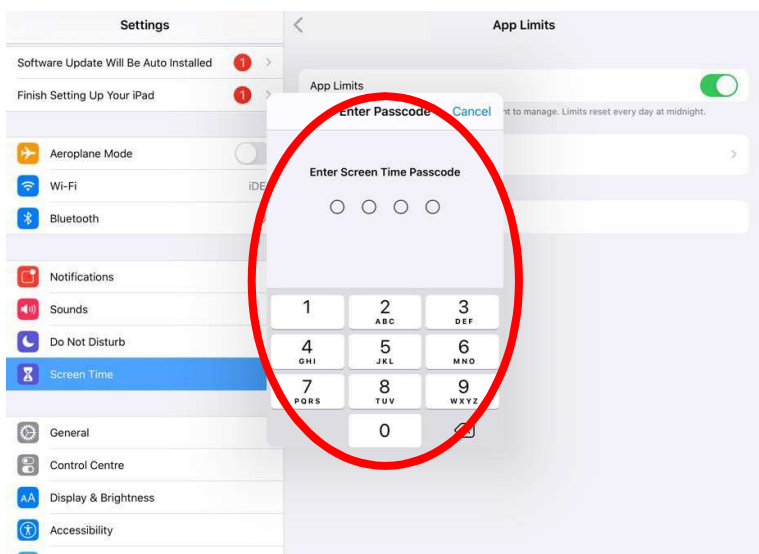 Settings
Software Update Will Be Auto Installed 1
Finish Setting Up Your iPad 1
Aeroplane Mode
Wi-Fi iDE
Bluetooth
Notifications
Sounds
Do Not Disturb
Screen Time
General
Control Centre
AA Display & Brightness
Accessibility
App Limits
App Limits
nt to manage. Limits reset every day at midnight.
Enter Passcode Cancel
Enter Screen Time Passcode
1 2 3
ABC DEF
4 5 6
GHI JKL MNO
7 8 9
PQRS TUV WXYZ
0